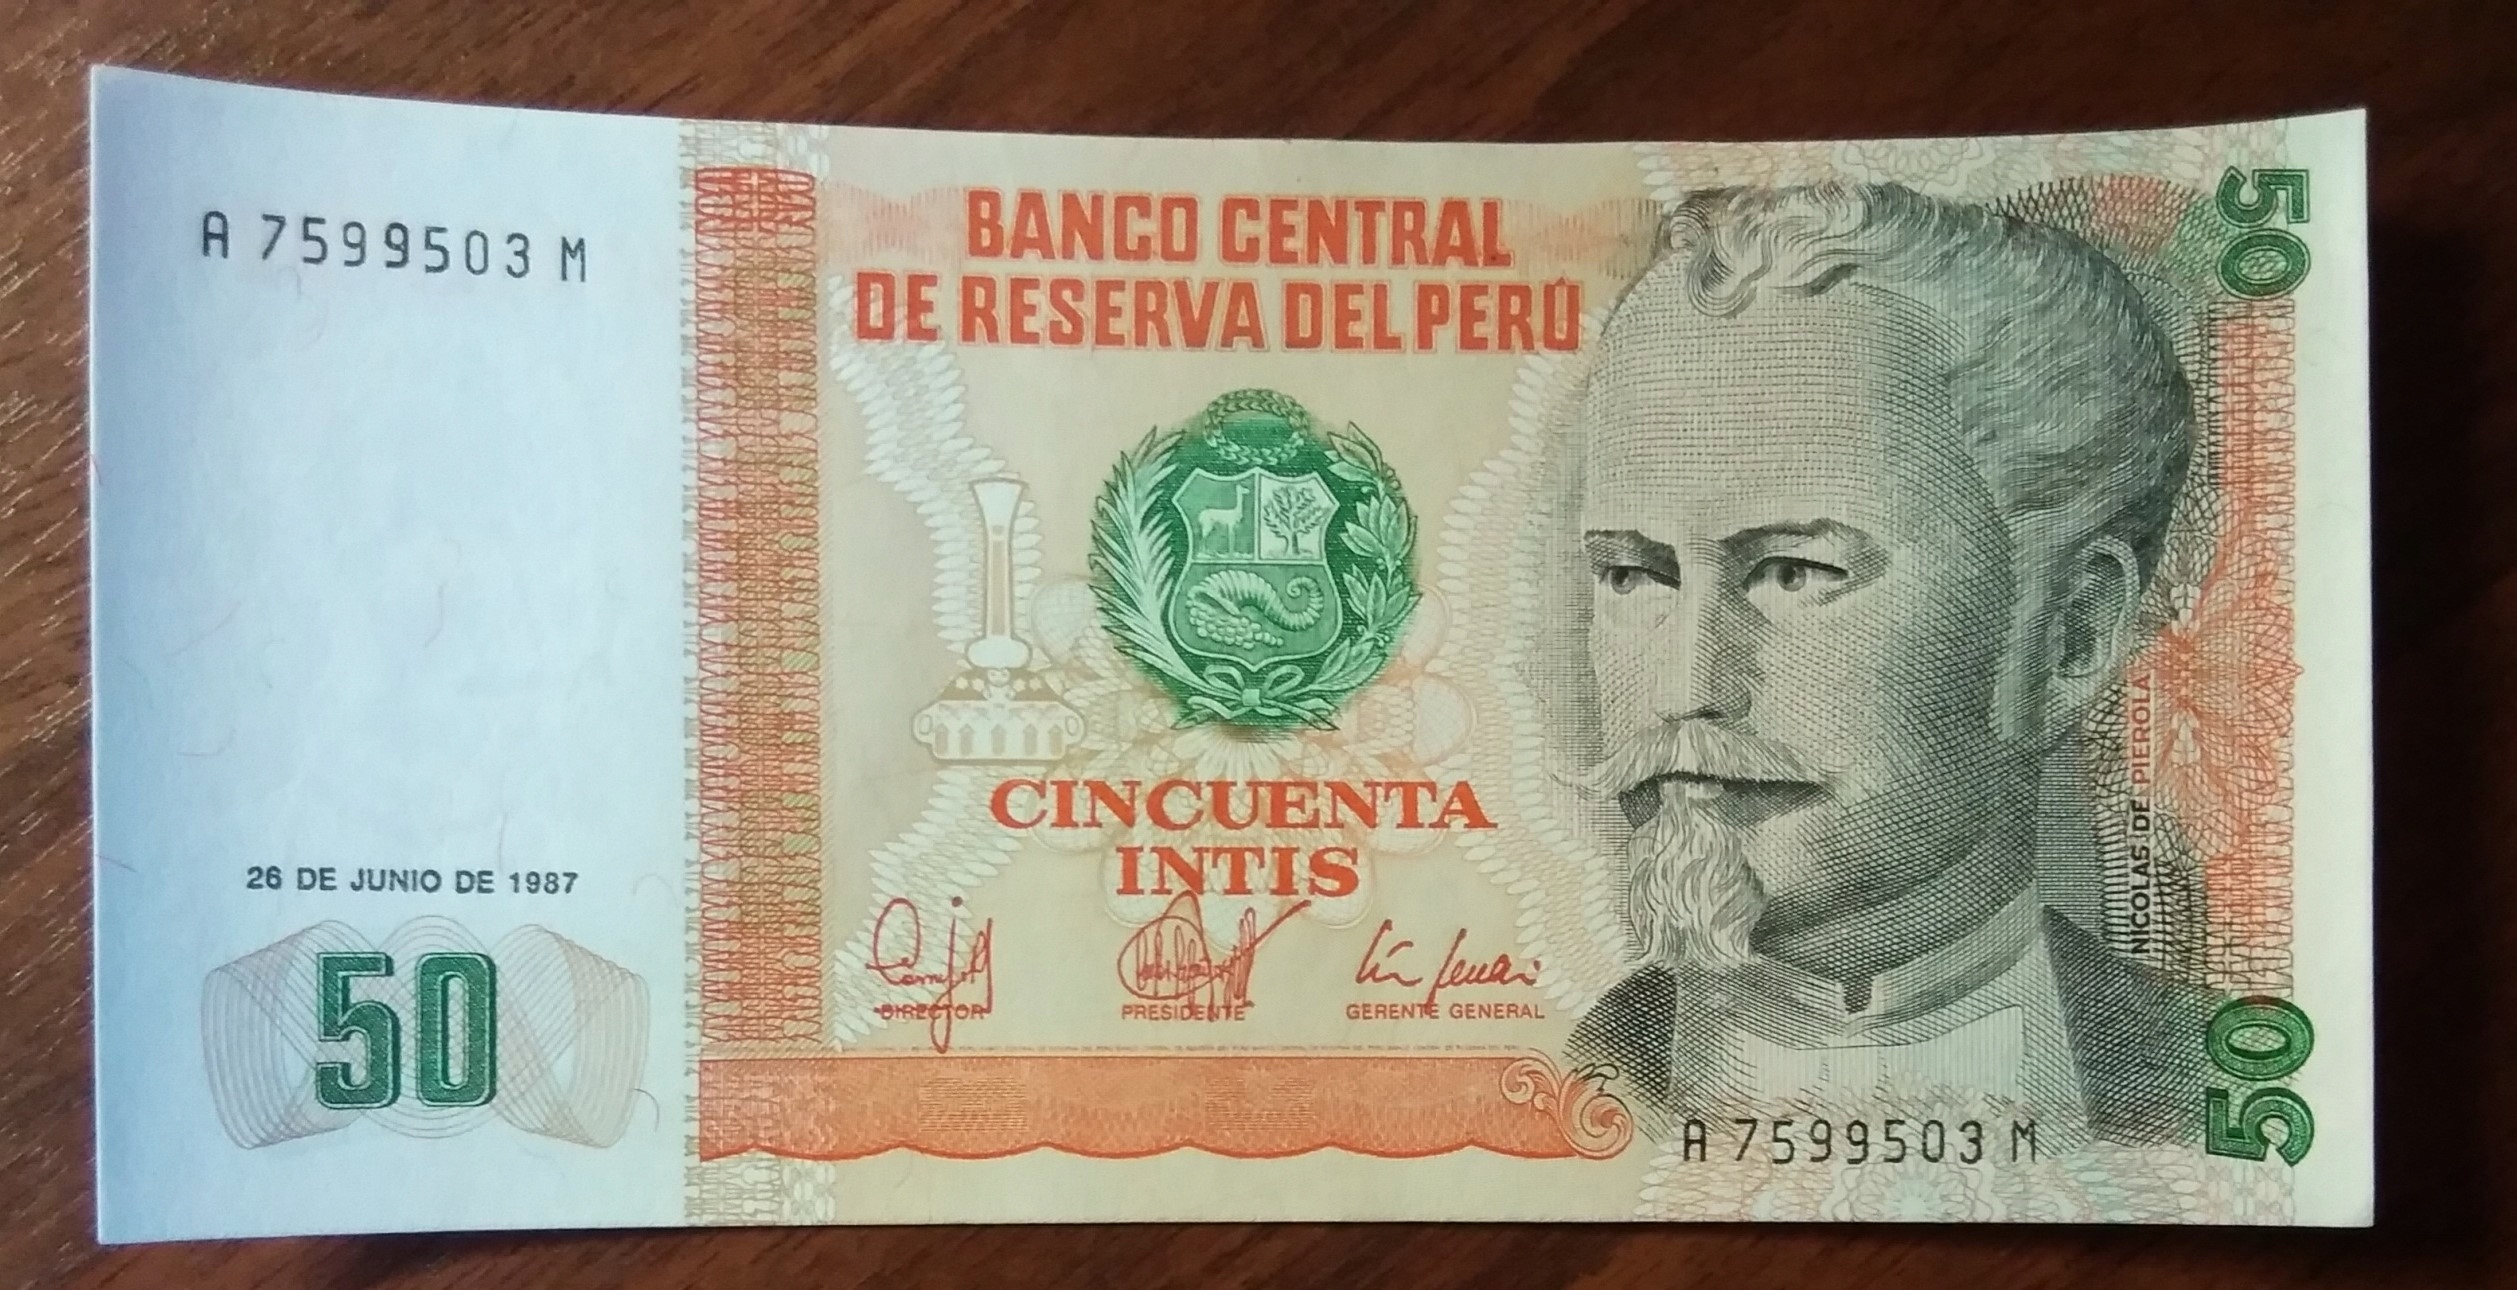 A 7599503 M
26 DE JUNIO DE 1987
50
BANCO CENTRAL
DE RESERVA DEL PERÚ
CINCUENTA
INTIS
DIRECTOR
PRESIDENTE
GERENTE GENERAL
NICOLAS DE PIEROLA
50
50
A 7599503 M